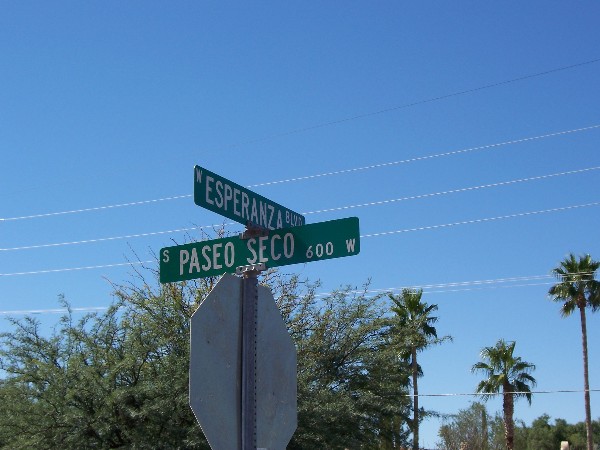 W ESPERANZA BLVD
S PASEO SECO 600 W